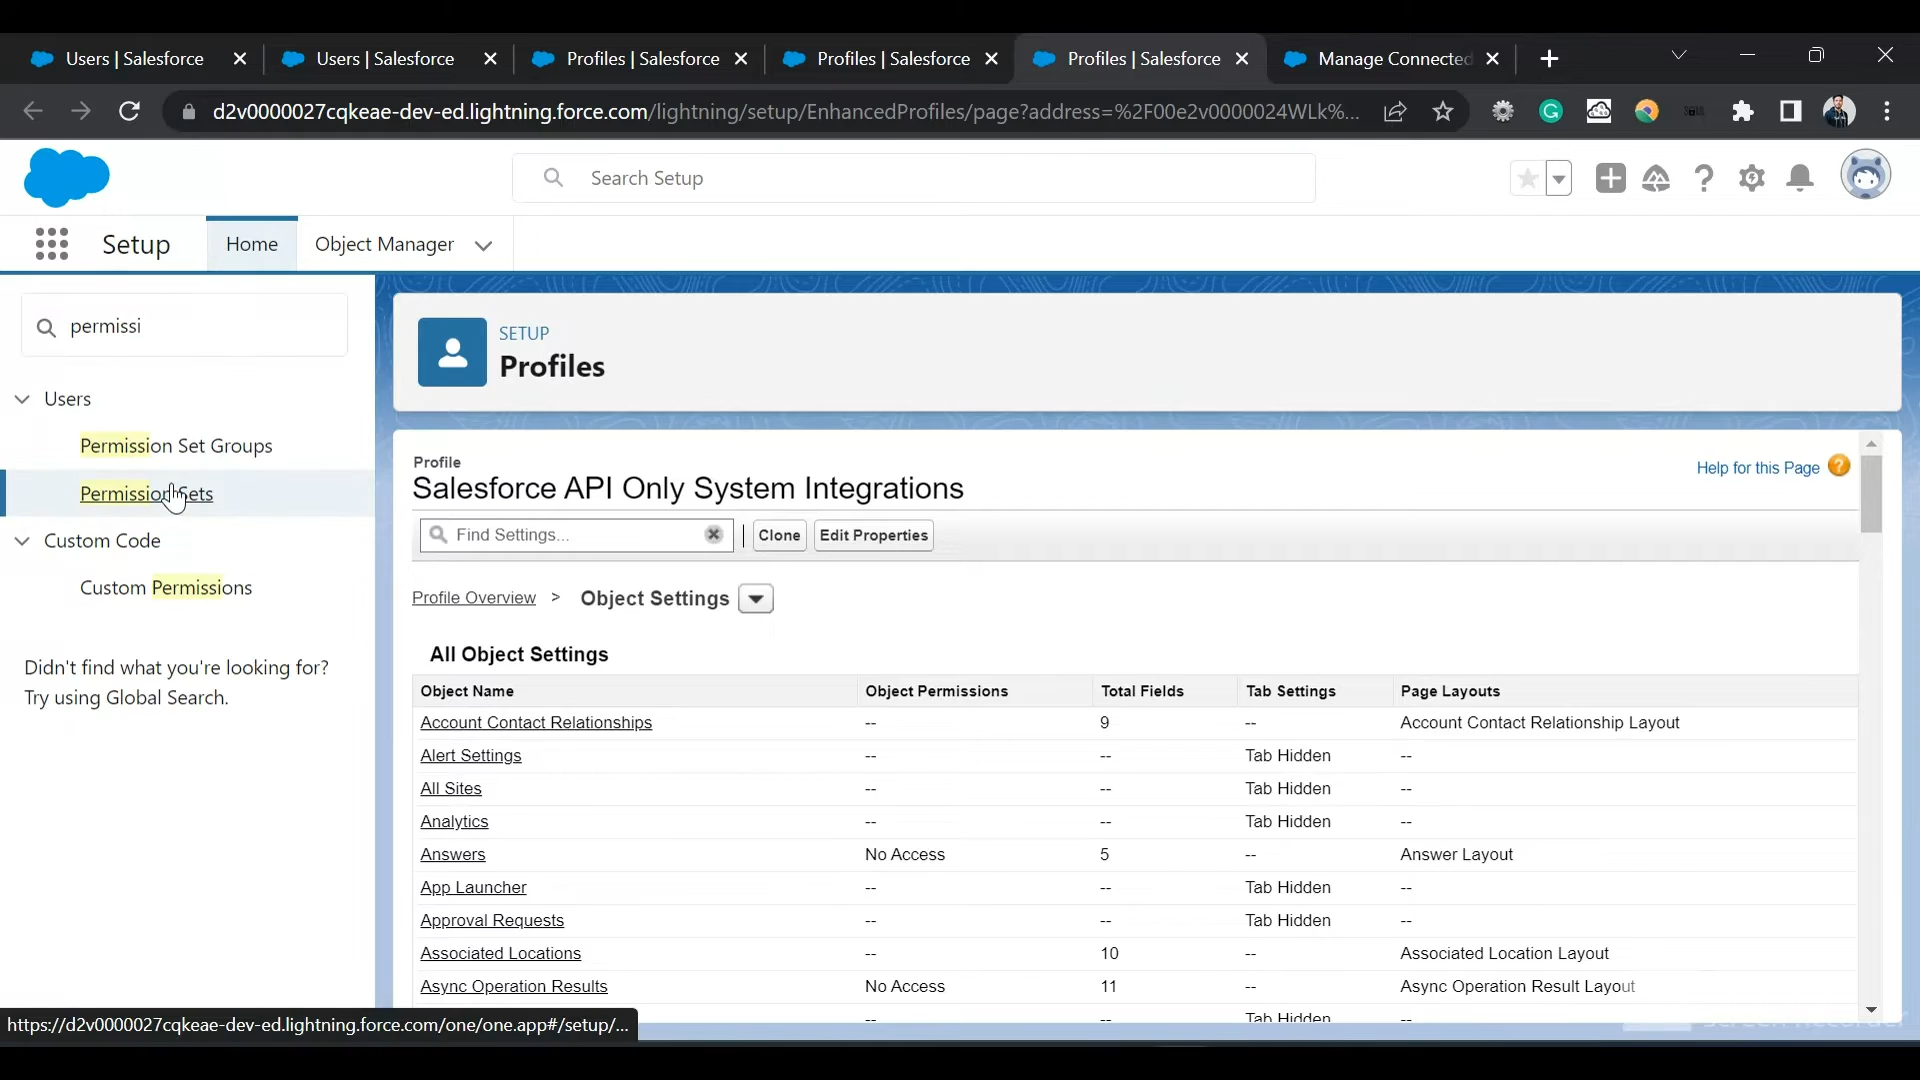 Users | Salesforce
Users | Salesforce
Profiles | Salesforce
Profiles | Salesforce
Profiles | Salesforce
Manage Connected
d2v0000027cqkeae-dev-ed.lightning.force.com/lightning/setup/EnhancedProfiles/page?address=%2F00e2v0000024WLk%...
Search Setup
Setup
Home
Object Manager
permissi
Users
Permission Set Groups
Permission Sets
Custom Code
Custom Permissions
Didn't find what you're looking for?
Try using Global Search.
SETUP
Profiles
Profile
Salesforce API Only System Integrations
Help for this Page
Find Settings...
Clone
Edit Properties
Profile Overview > Object Settings
All Object Settings
Object Name Object Permissions Total Fields Tab Settings Page Layouts
Account Contact Relationships -- 9 -- Account Contact Relationship Layout
Alert Settings -- -- Tab Hidden --
All Sites -- -- Tab Hidden --
Analytics -- -- Tab Hidden --
Answers No Access 5 -- Answer Layout
App Launcher -- -- Tab Hidden --
Approval Requests -- -- Tab Hidden --
Associated Locations -- 10 -- Associated Location Layout
Async Operation Results No Access 11 -- Async Operation Result Layout
-- -- Tab Hidden --
https://d2v0000027cqkeae-dev-ed.lightning.force.com/one/one.app#/setup/...